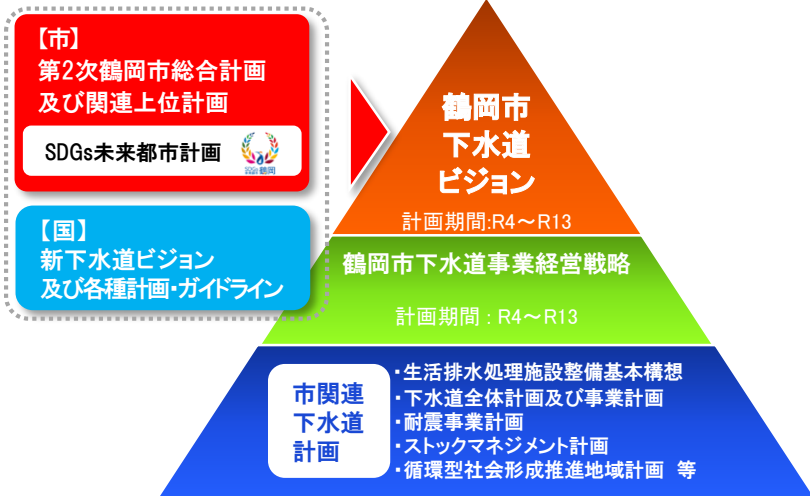 【市】
第2次鶴岡市総合計画
及び関連上位計画
SDGs未来都市計画
【国】
新下水道ビジョン
及び各種計画・ガイドライン
鶴岡市
下水道
ビジョン
計画期間:R4～R13
鶴岡市下水道事業経営戦略
計画期間：R4～R13
市関連
下水道
計画
・生活排水処理施設整備基本構想
・下水道全体計画及び事業計画
・耐震事業計画
・ストックマネジメント計画
・循環型社会形成推進地域計画 等